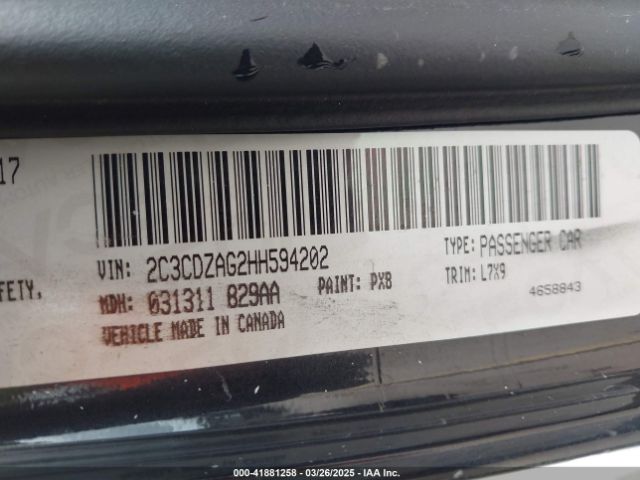 17
VIN: 2C3CDZAG2HH594202
TYPE: PASSENGER CAR
FETY,
MDH: 031311 829AA
PAINT: PX8
TRIM: L7X9
VEHICLE MADE IN CANADA
4658843
000-41881258 - 03/26/2025 - IAA Inc.